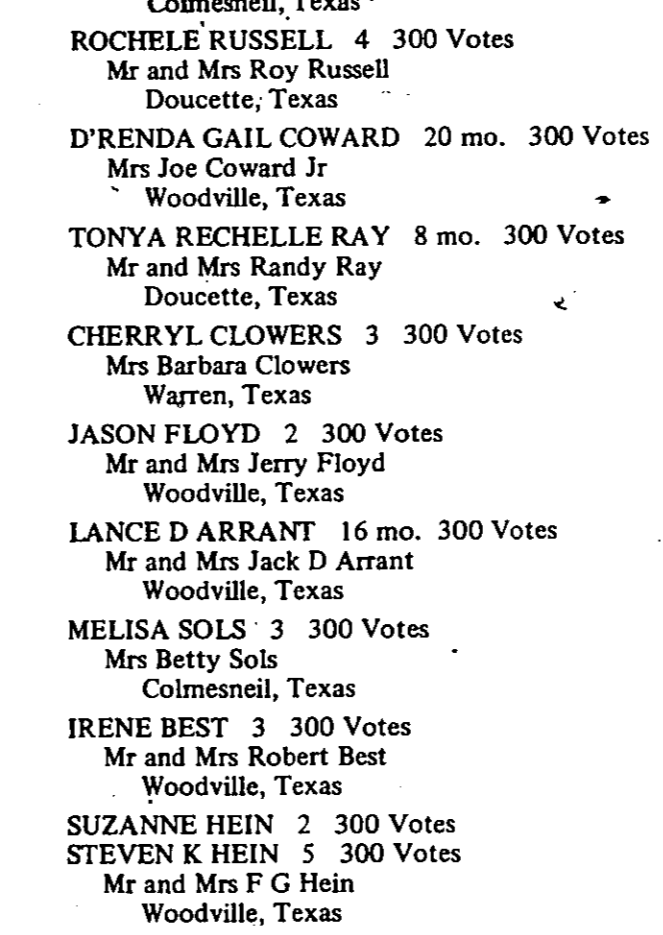 Colmesneil, Texas
ROCHELE RUSSELL 4 300 Votes
Mr and Mrs Roy Russell
Doucette, Texas
D'RENDA GAIL COWARD 20 mo. 300 Votes
Mrs Joe Coward Jr
Woodville, Texas
TONYA RECHELLE RAY 8 mo. 300 Votes
Mr and Mrs Randy Ray
Doucette, Texas
CHERRYL CLOWERS 3 300 Votes
Mrs Barbara Clowers
Warren, Texas
JASON FLOYD 2 300 Votes
Mr and Mrs Jerry Floyd
Woodville, Texas
LANCE D ARRANT 16 mo. 300 Votes
Mr and Mrs Jack D Arrant
Woodville, Texas
MELISA SOLS 3 300 Votes
Mrs Betty Sols
Colmesneil, Texas
IRENE BEST 3 300 Votes
Mr and Mrs Robert Best
Woodville, Texas
SUZANNE HEIN 2 300 Votes
STEVEN K HEIN 5 300 Votes
Mr and Mrs F G Hein
Woodville, Texas